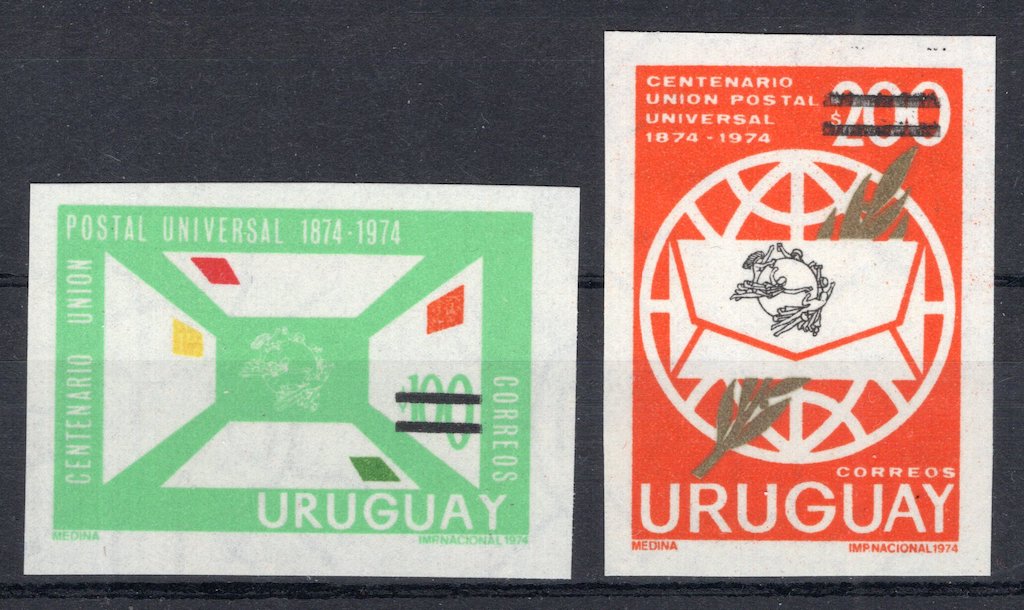 POSTAL UNIVERSAL 1874-1974
CENTENARIO UNION
$100
CORREOS
URUGUAY
MEDINA
IMP.NACIONAL 1974
CENTENARIO
UNION POSTAL
UNIVERSAL
1874-1974
$200
CORREOS
URUGUAY
MEDINA
IMP.NACIONAL 1974